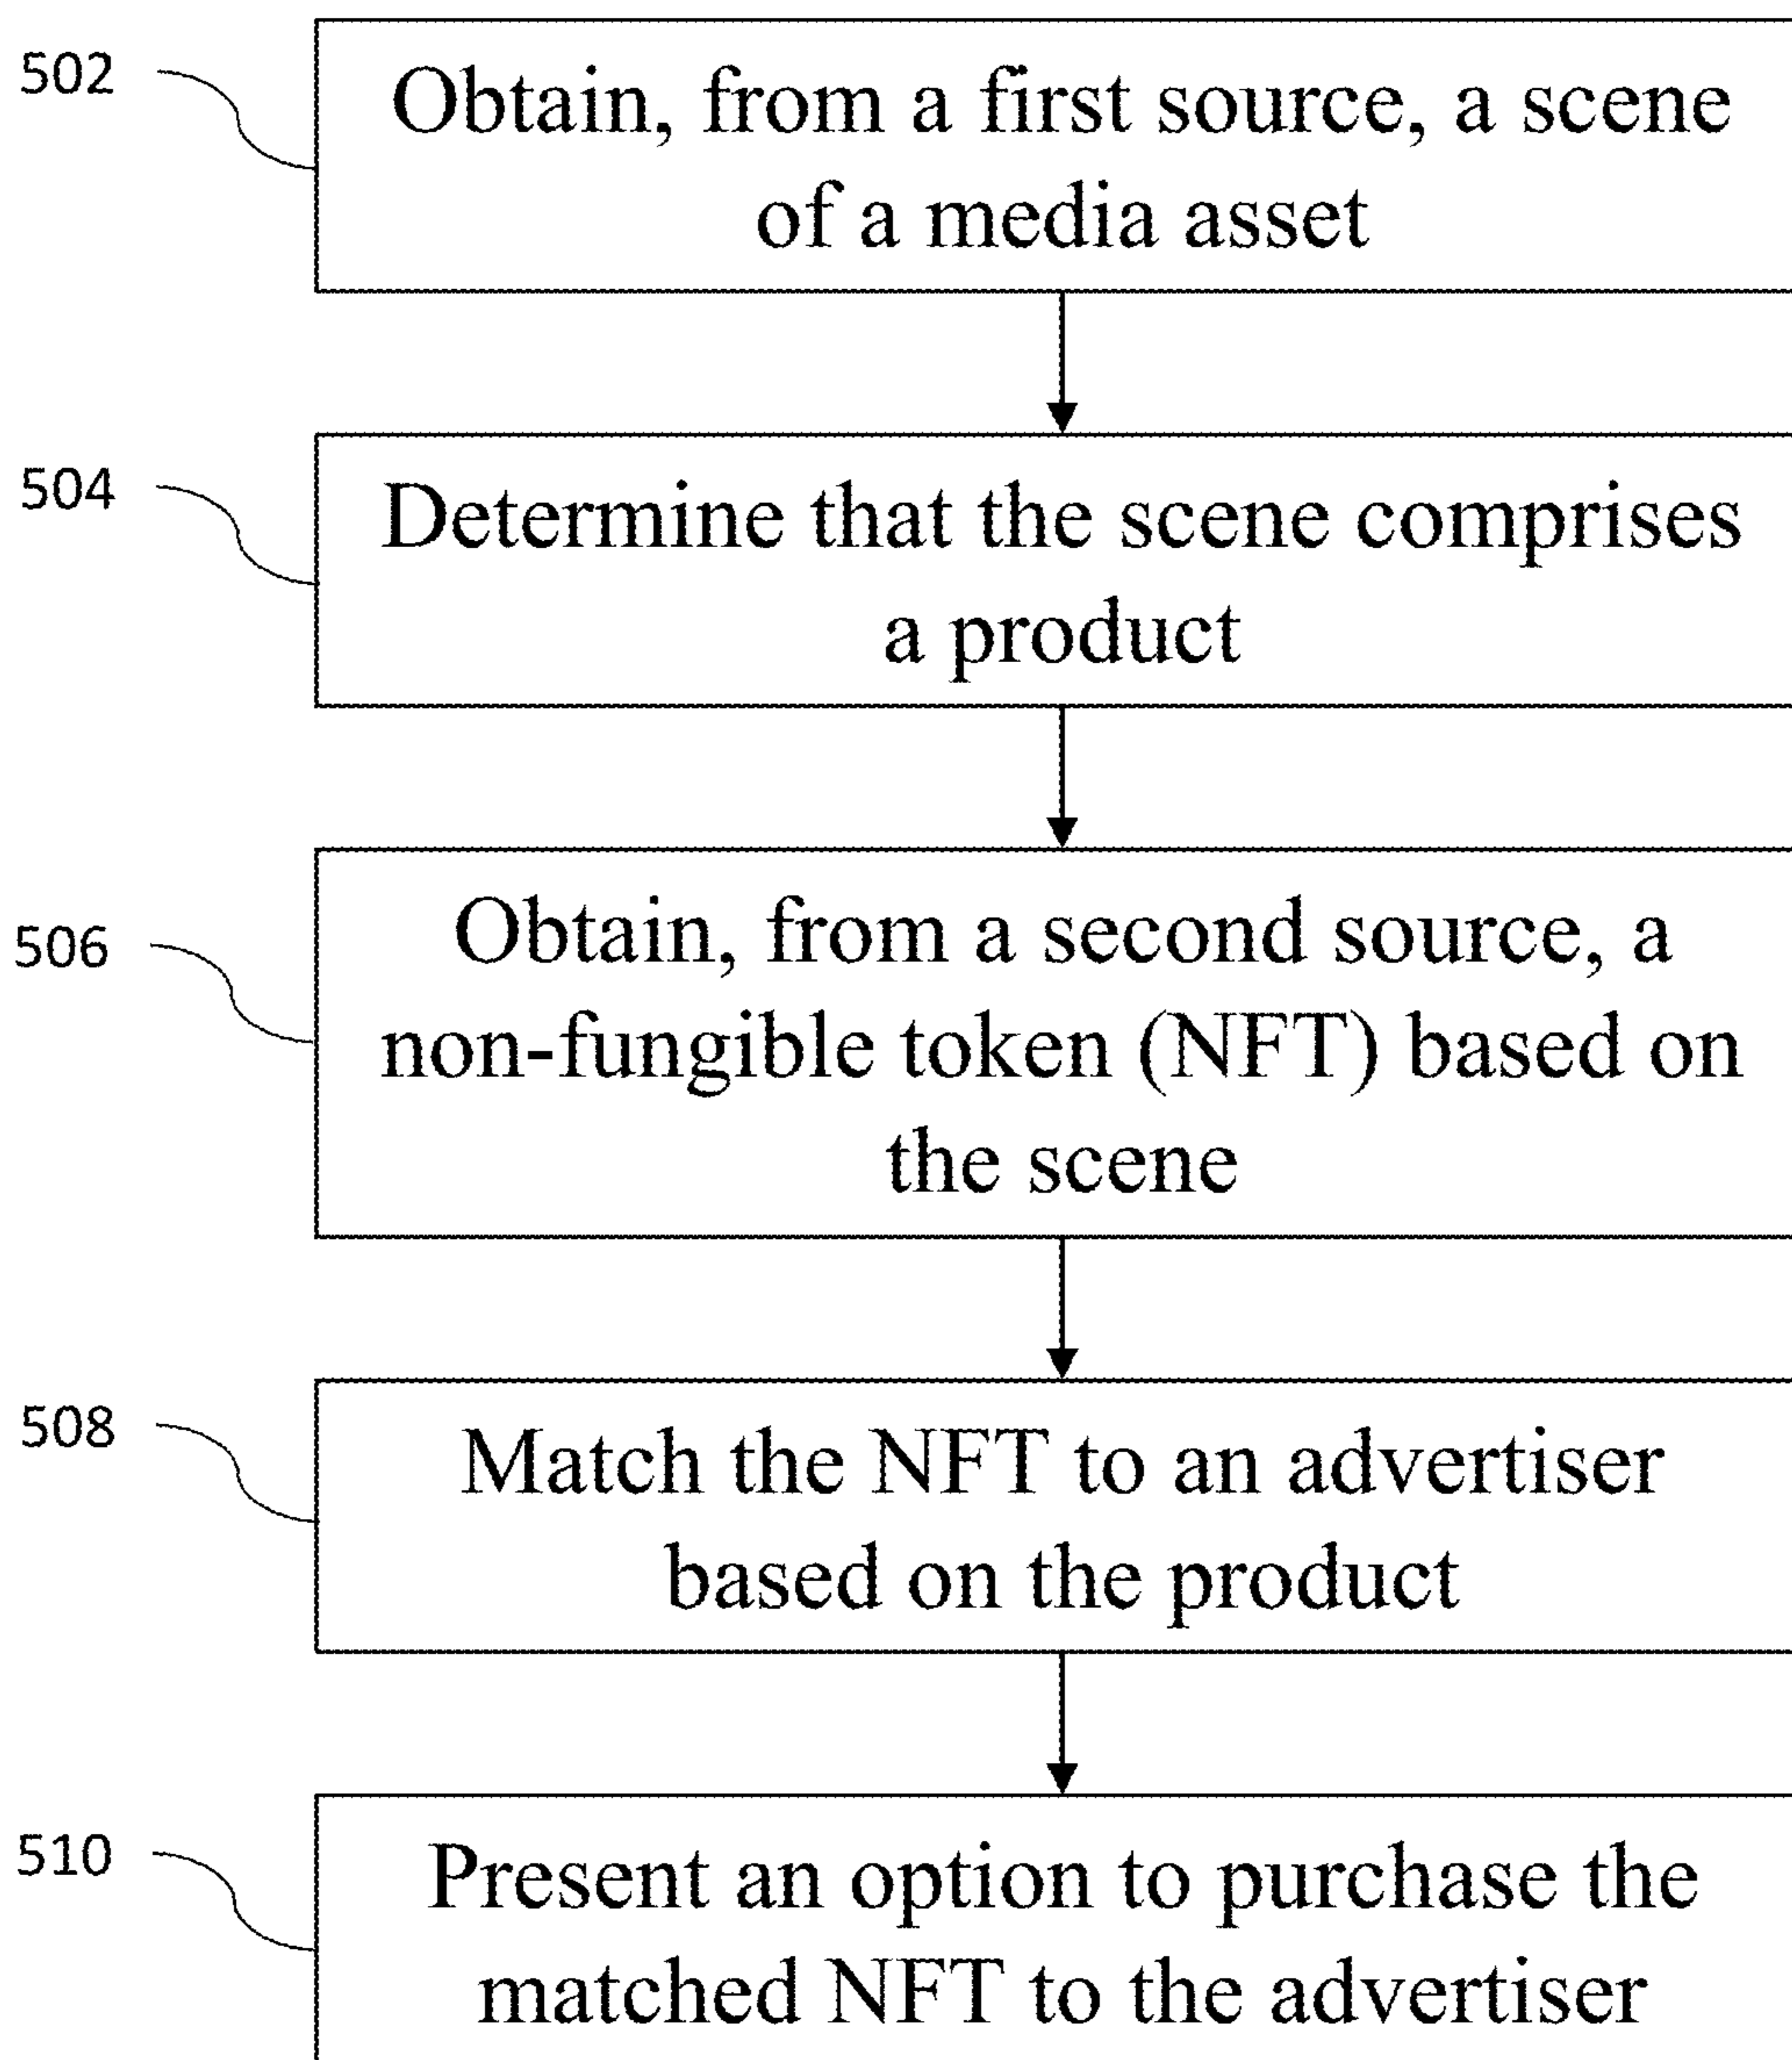 502
Obtain, from a first source, a scene
of a media asset
504
Determine that the scene comprises
a product
506
Obtain, from a second source, a
non-fungible token (NFT) based on
the scene
508
Match the NFT to an advertiser
based on the product
510
Present an option to purchase the
matched NFT to the advertiser